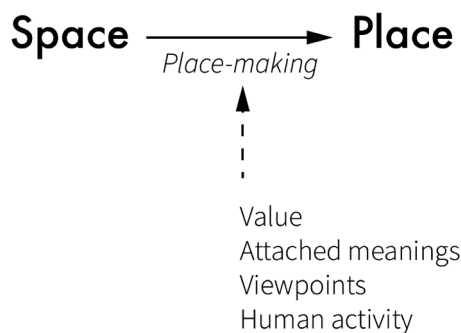 Space
Place
Place-making
Value
Attached meanings
Viewpoints
Human activity